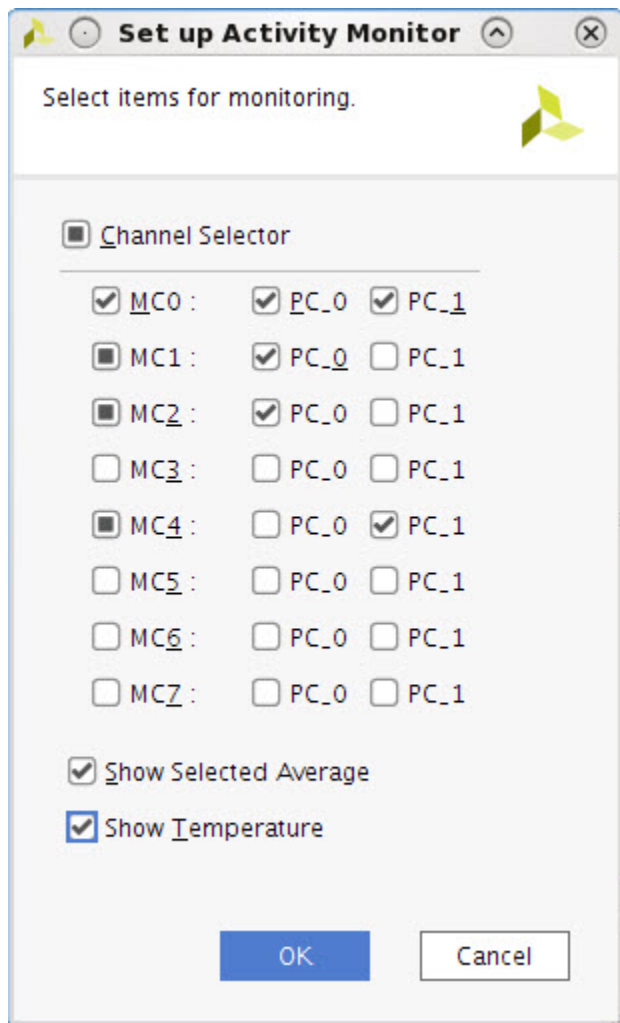 Set up Activity Monitor
Select items for monitoring.
Channel Selector
MC0 : PC_0 PC_1
MC1 : PC_0 PC_1
MC2 : PC_0 PC_1
MC3 : PC_0 PC_1
MC4 : PC_0 PC_1
MC5 : PC_0 PC_1
MC6 : PC_0 PC_1
MC7 : PC_0 PC_1
Show Selected Average
Show Temperature
OK Cancel